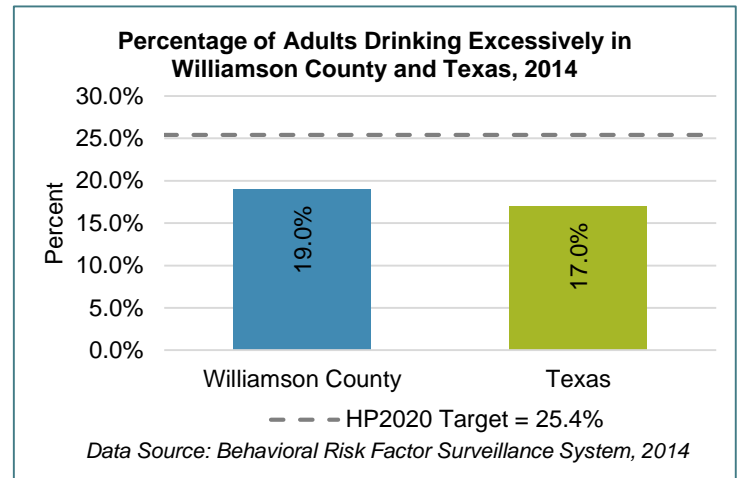 Percentage of Adults Drinking Excessively in
Williamson County and Texas, 2014
30.0%
25.0%
20.0%
15.0%
10.0%
5.0%
0.0%
Percent
19.0%
17.0%
Williamson County
Texas
HP2020 Target = 25.4%
Data Source: Behavioral Risk Factor Surveillance System, 2014